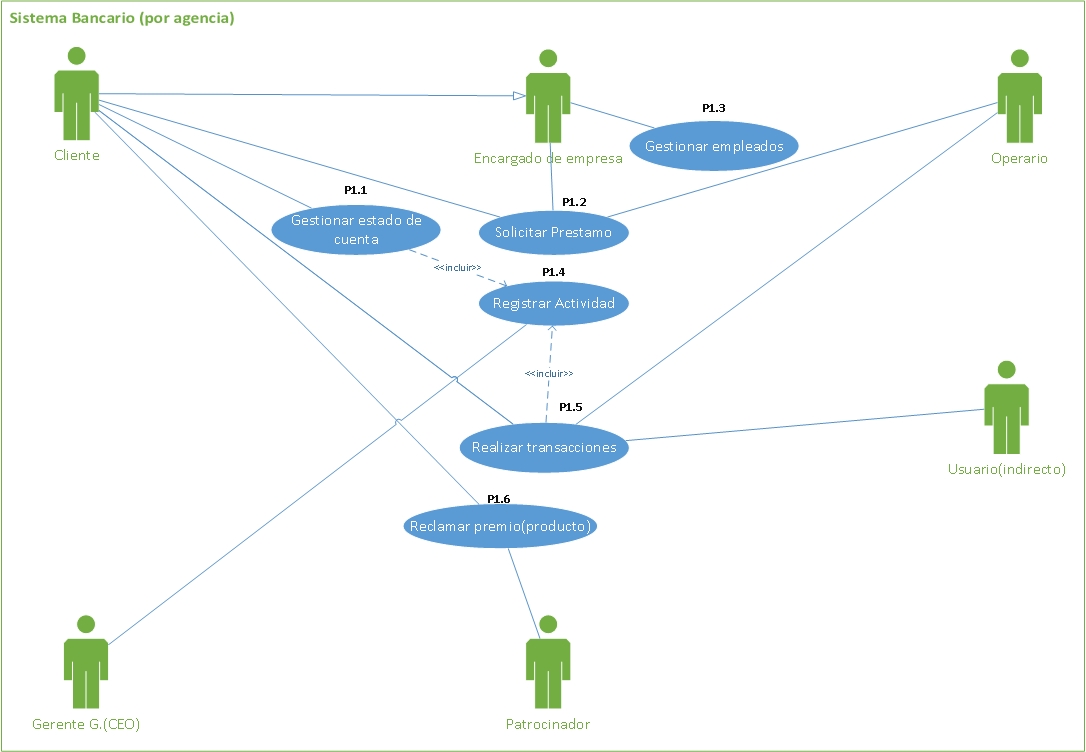 Sistema Bancario (por agencia)
Cliente
Encargado de empresa
P1.3
Gestionar empleados
Operario
P1.1
Gestionar estado de
cuenta
P1.2
Solicitar Prestamo
<<incluir>>
P1.4
Registrar Actividad
<<incluir>>
P1.5
Realizar transacciones
Usuario(indirecto)
P1.6
Reclamar premio(producto)
Gerente G.(CEO)
Patrocinador